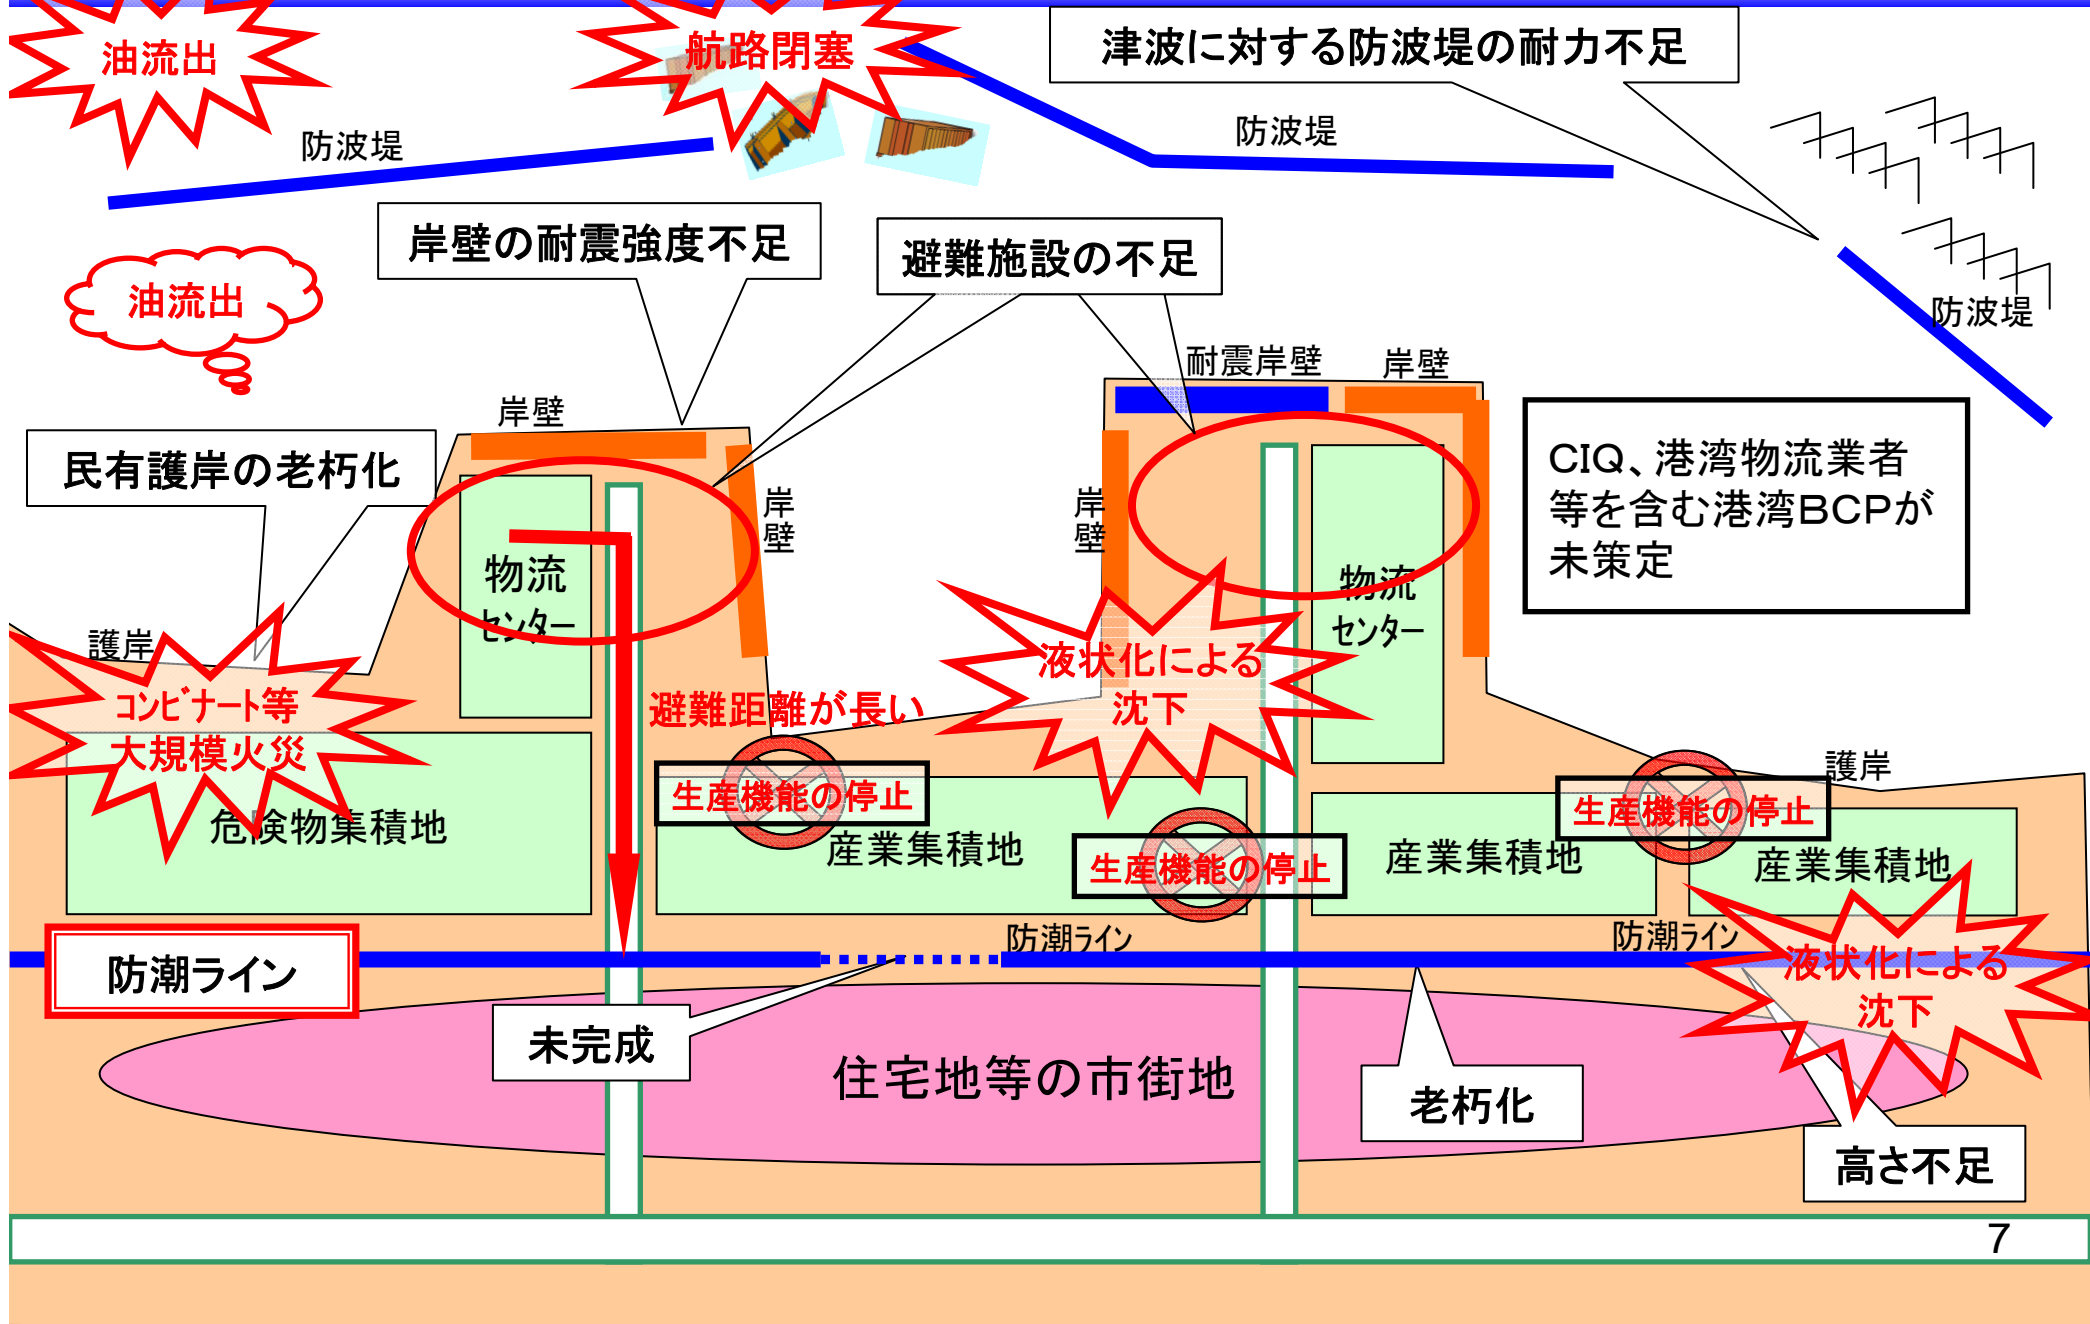 油流出
航路閉塞
津波に対する防波堤の耐力不足
防波堤
防波堤
岸壁の耐震強度不足
避難施設の不足
油流出
防波堤
耐震岸壁
岸壁
岸壁
民有護岸の老朽化
CIQ、港湾物流業者
等を含む港湾BCPが
未策定
岸
壁
岸
壁
物流
センター
物流
センター
護岸
コンビナート等
大規模火災
避難距離が長い
液状化による
沈下
護岸
生産機能の停止
生産機能の停止
生産機能の停止
危険物集積地
産業集積地
産業集積地
産業集積地
防潮ライン
防潮ライン
防潮ライン
液状化による
沈下
未完成
住宅地等の市街地
老朽化
高さ不足
7